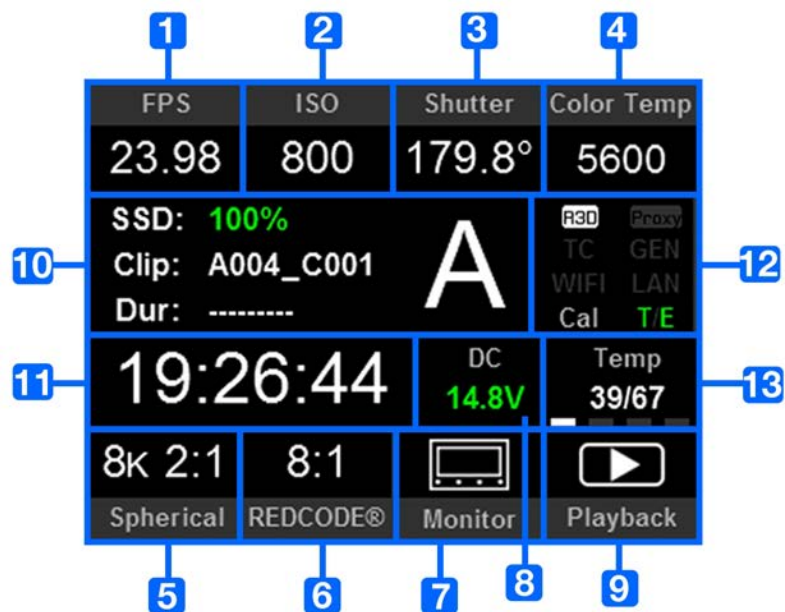 1 2 3 4
FPS ISO Shutter Color Temp
23.98 800 179.8° 5600
SSD: 100%
Clip: A004_C001
Dur: ---------
A
R3D Proxy
TC GEN
WIFI LAN
Cal T/E
10 12
19:26:44
DC
14.8V
Temp
39/67
11 13
8K 2:1 8:1
Spherical REDCODE® Monitor Playback
5 6 7 8 9